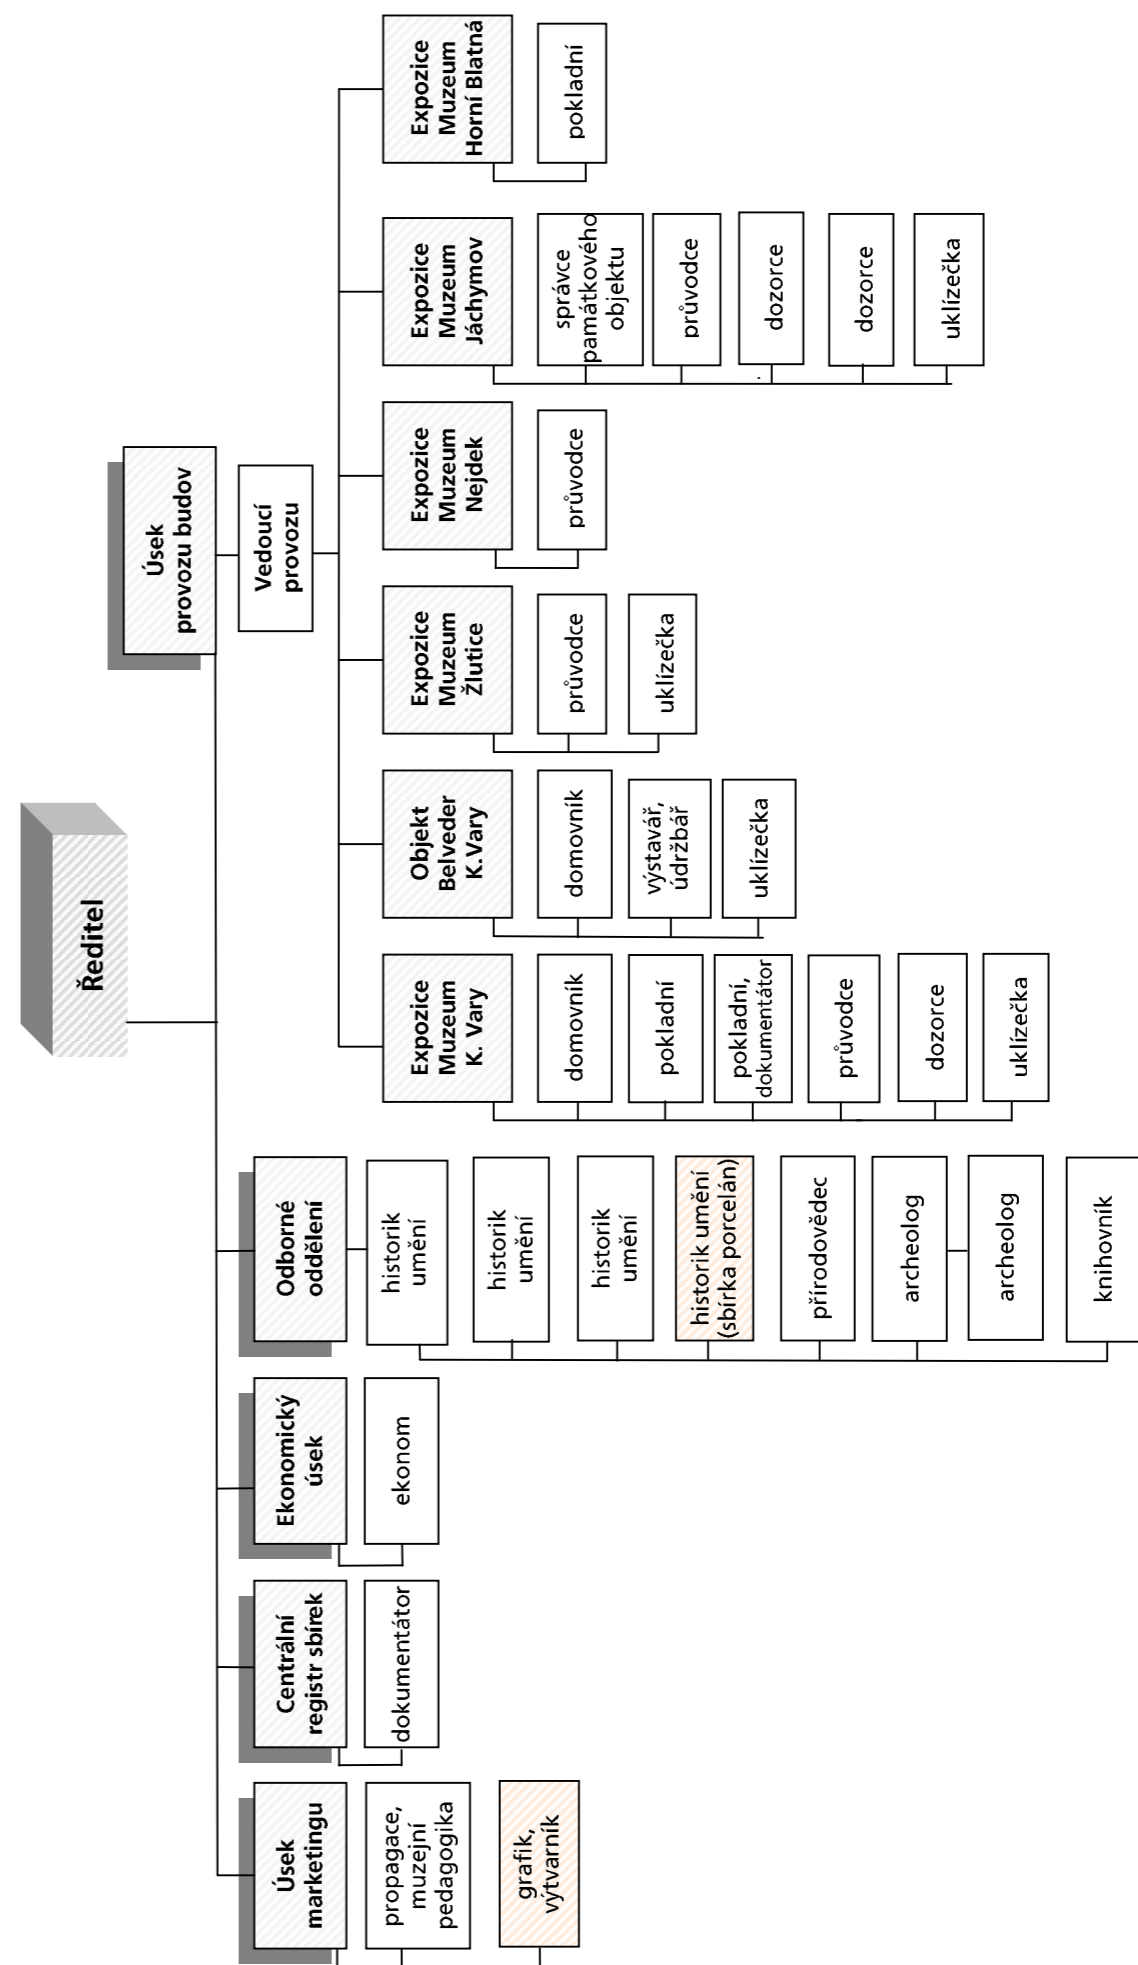 Ředitel
Úsek
marketingu
propagace,
muzejní
pedagogika
grafik,
výtvarník
Centrální
registr sbírek
dokumentátor
Ekonomický
úsek
ekonom
Odborné
oddělení
historik
umění
historik
umění
historik
umění
historik umění
(sbírka porcelán)
přírodovědec
archeolog
archeolog
knihovník
Úsek
provozu budov
Vedoucí
provozu
Expozice
Muzeum
K. Vary
domovník
pokladní
pokladní,
dokumentátor
průvodce
dozorce
uklízečka
Objekt
Belveder
K.Vary
domovník
výstavář,
údržbář
uklízečka
Expozice
Muzeum
Žlutice
průvodce
uklízečka
Expozice
Muzeum
Nejdek
průvodce
Expozice
Muzeum
Jáchymov
správce
památkového
objektu
průvodce
dozorce
dozorce
uklízečka
Expozice
Muzeum
Horní Blatná
pokladní